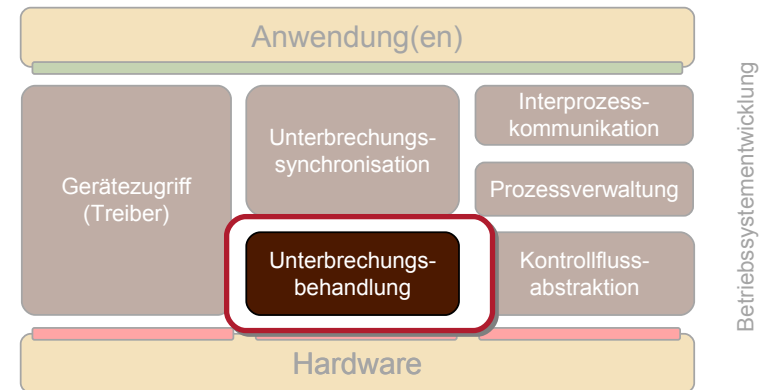 Anwendung(en)
Gerätezugriff
(Treiber)
Unterbrechungs-
synchronisation
Unterbrechungs-
behandlung
Interprozess-
kommunikation
Prozessverwaltung
Kontrollfluss-
abstraktion
Hardware
Betriebssystementwicklung